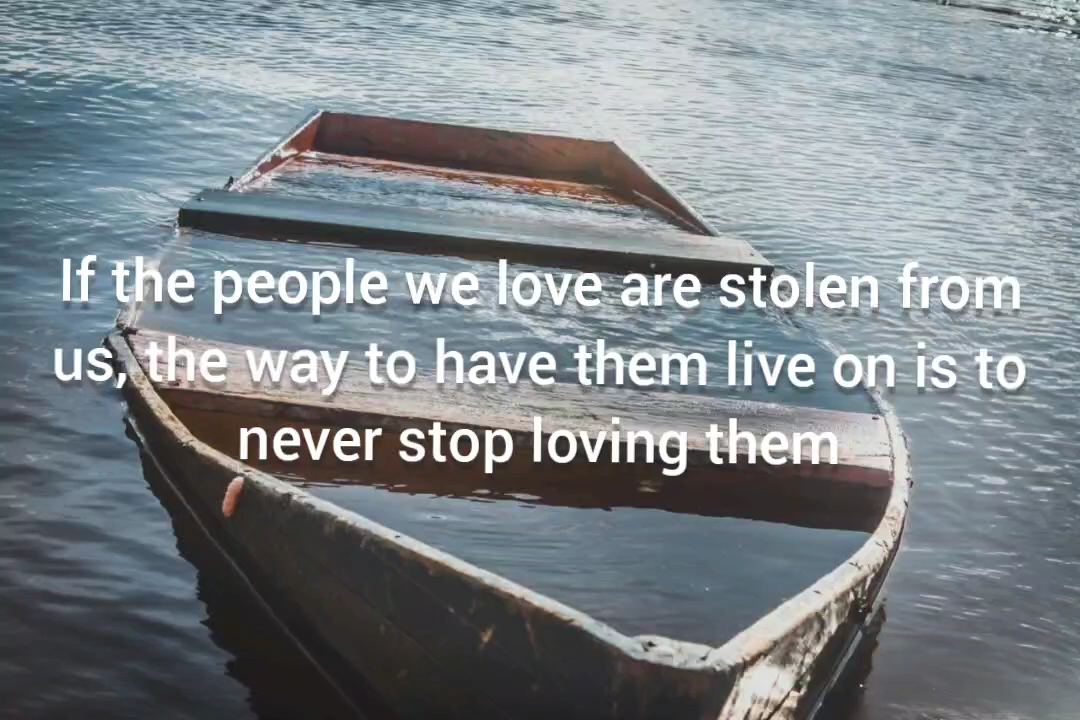 If the people we love are stolen from
us, the way to have them live on is to
never stop loving them